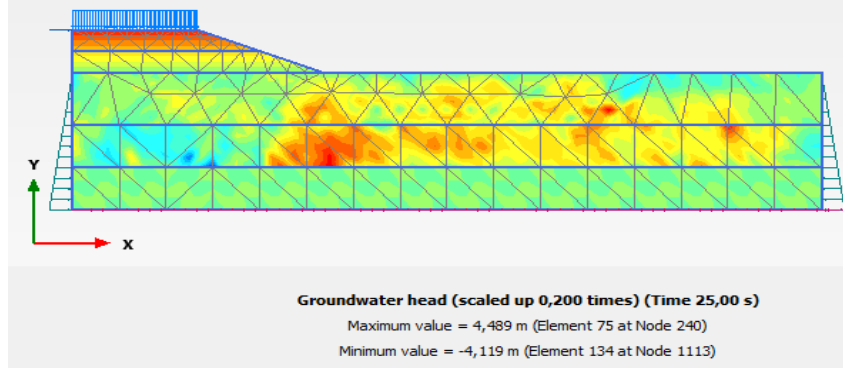 Y
X
Groundwater head (scaled up 0,200 times) (Time 25,00 s)
Maximum value = 4,489 m (Element 75 at Node 240)
Minimum value = -4,119 m (Element 134 at Node 1113)